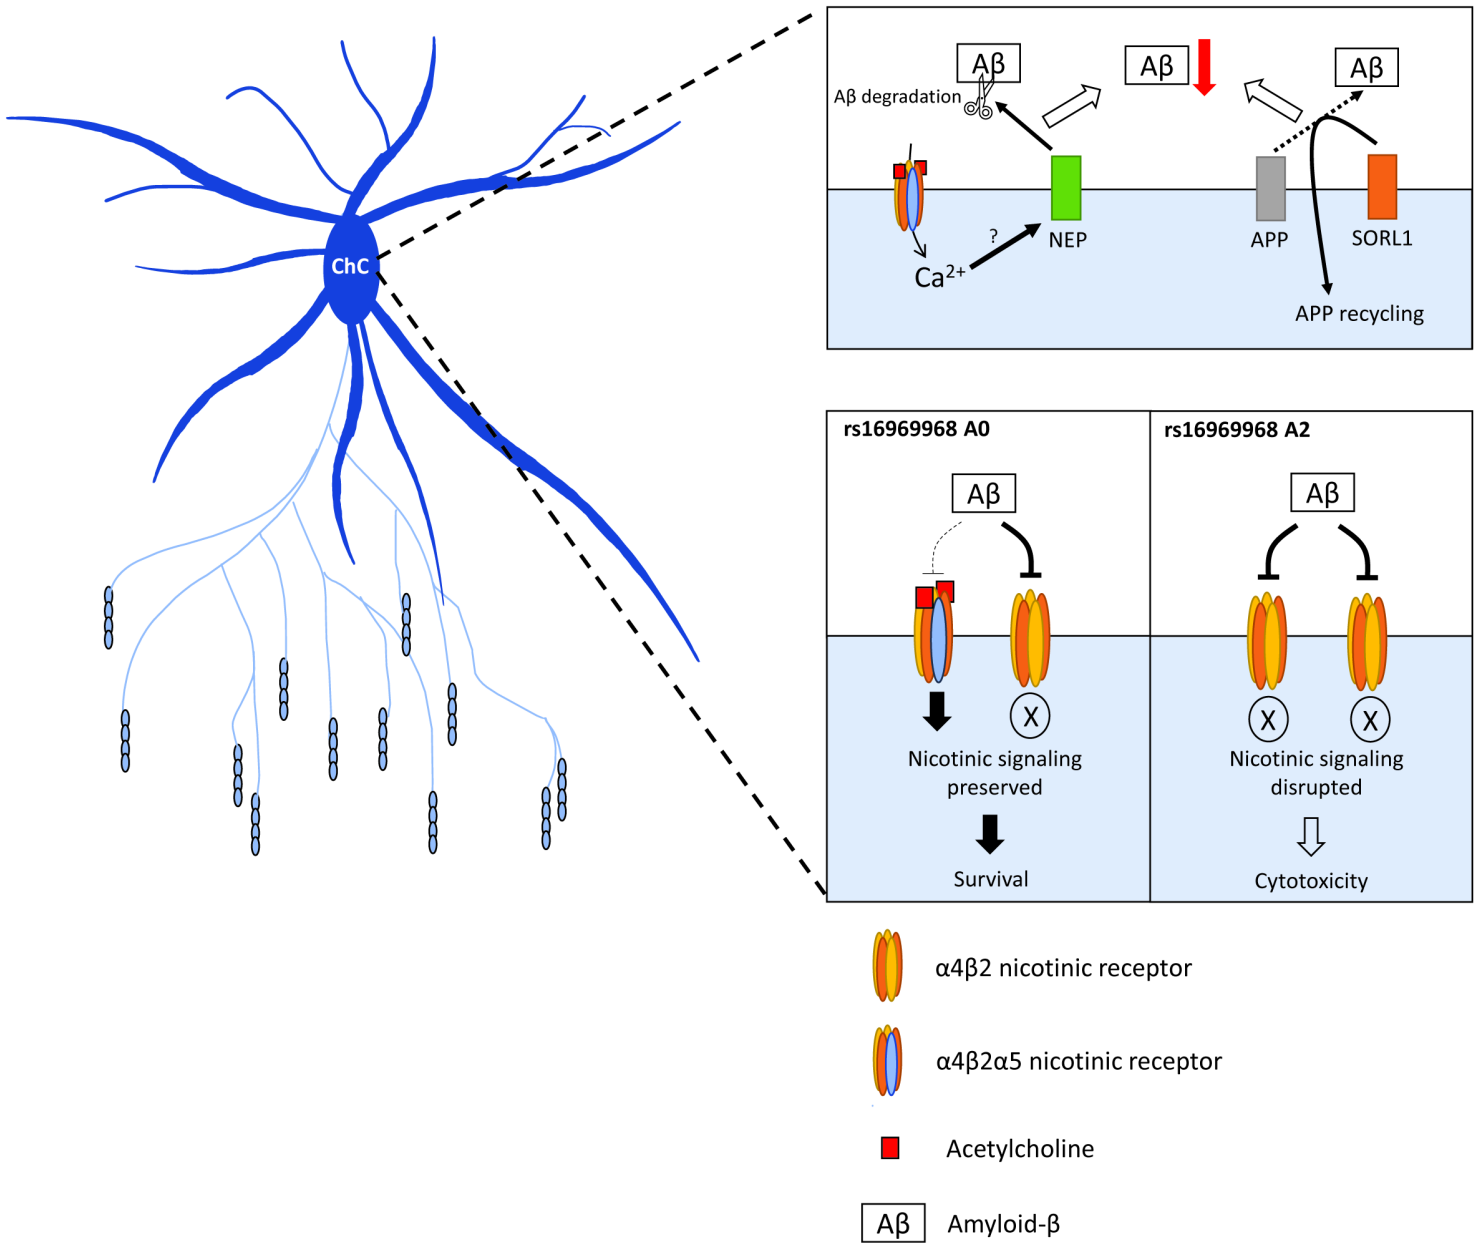 ChC
Aβ
Aβ
Aβ
Aβ degradation
?
NEP
APP
SORL1
Ca2+
APP recycling
rs16969968 A0
Aβ
X
Nicotinic signaling
preserved
Survival
rs16969968 A2
Aβ
X
X
Nicotinic signaling
disrupted
Cytotoxicity
α4β2 nicotinic receptor
α4β2α5 nicotinic receptor
Acetylcholine
Aβ Amyloid-β